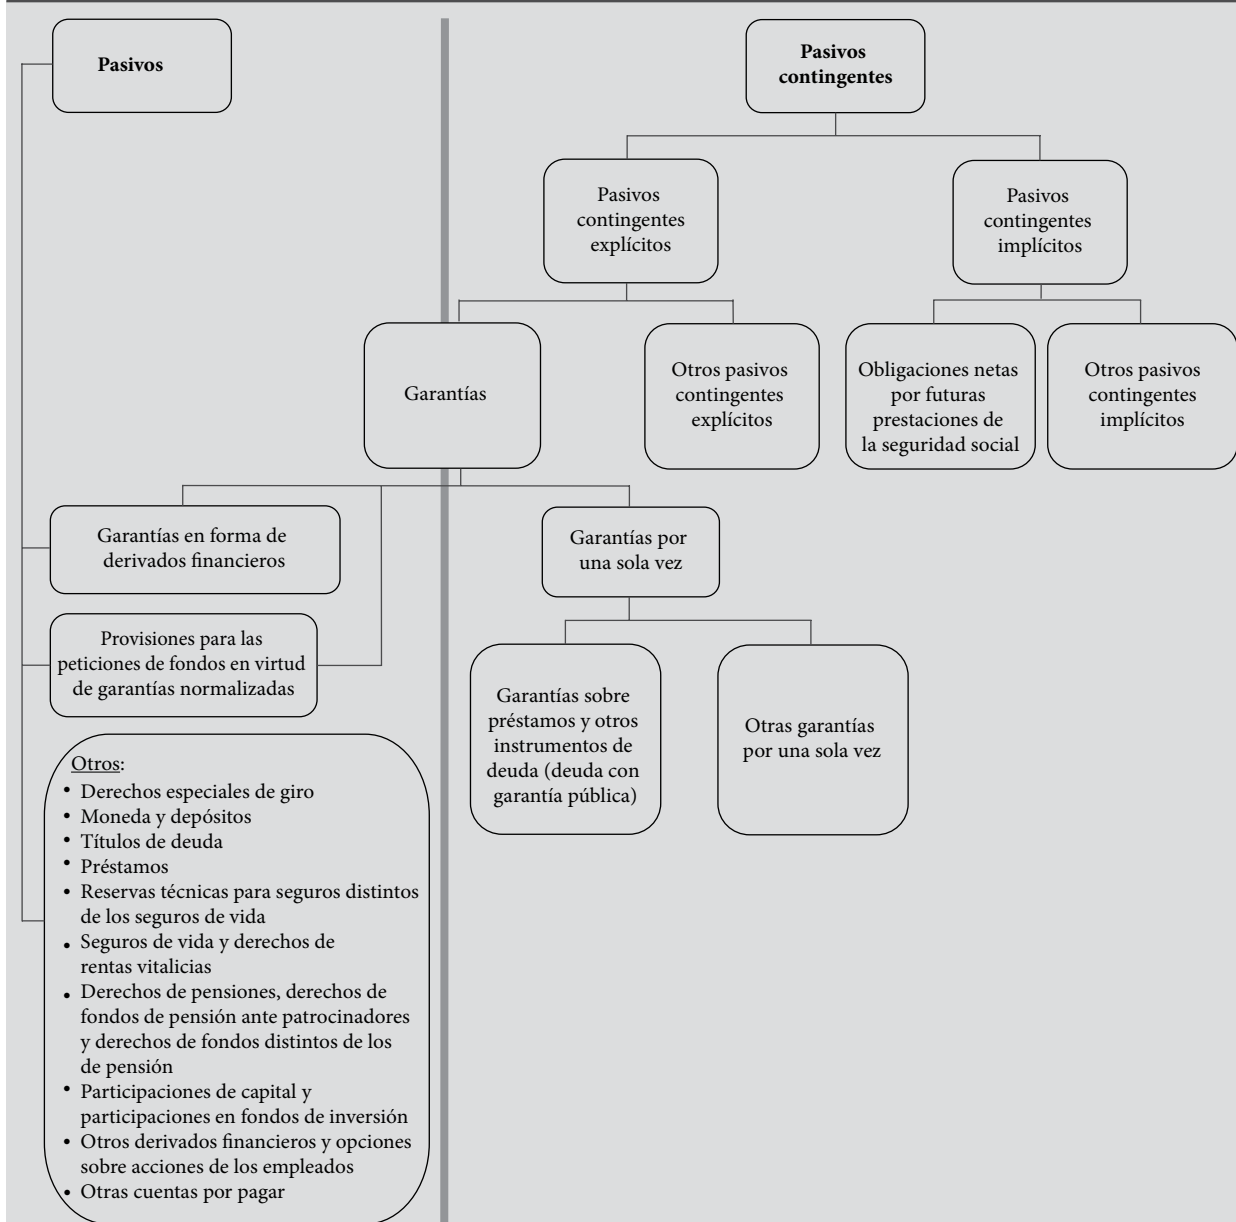 Pasivos
Pasivos
contingentes
Pasivos
contingentes
explícitos
Pasivos
contingentes
implícitos
Garantías
Otros pasivos
contingentes
explícitos
Obligaciones netas
por futuras
prestaciones de
la seguridad social
Otros pasivos
contingentes
implícitos
Garantías en forma de
derivados financieros
Garantías por
una sola vez
Provisiones para las
peticiones de fondos en virtud
de garantías normalizadas
Garantías sobre
préstamos y otros
instrumentos de
deuda (deuda con
garantía pública)
Otras garantías
por una sola vez
Otros:
• Derechos especiales de giro
• Moneda y depósitos
• Títulos de deuda
• Préstamos
• Reservas técnicas para seguros distintos
de los seguros de vida
• Seguros de vida y derechos de
rentas vitalicias
• Derechos de pensiones, derechos de
fondos de pensión ante patrocinadores
y derechos de fondos distintos de los
de pensión
• Participaciones de capital y
participaciones en fondos de inversión
• Otros derivados financieros y opciones
sobre acciones de los empleados
• Otras cuentas por pagar